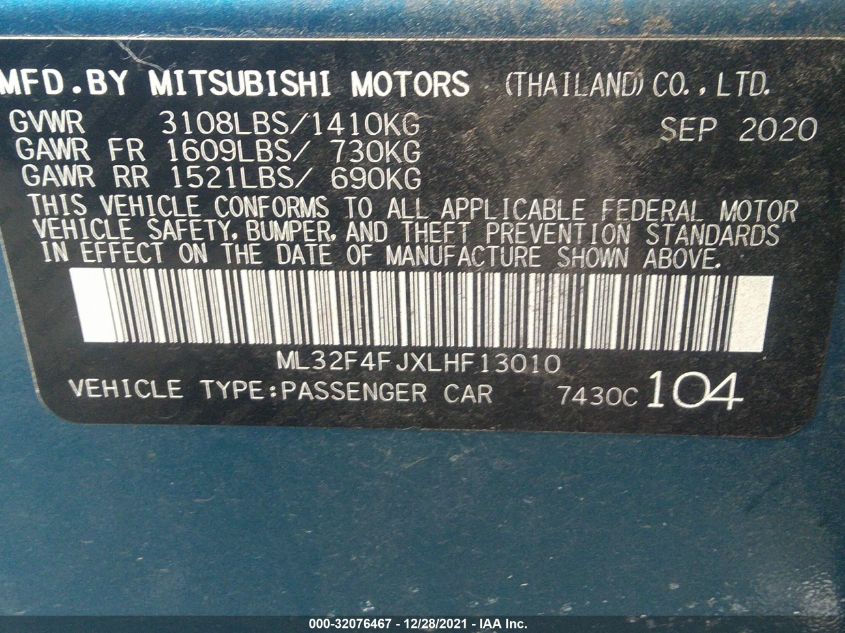 MFD.BY MITSUBISHI MOTORS (THAILAND) CO., LTD.
GVWR 3108LBS/1410KG SEP 2020
GAWR FR 1609LBS/ 730KG
GAWR RR 1521LBS/ 690KG
THIS VEHICLE CONFORMS TO ALL APPLICABLE FEDERAL MOTOR
VEHICLE SAFETY, BUMPER, AND THEFT PREVENTION STANDARDS
IN EFFECT ON THE DATE OF MANUFACTURE SHOWN ABOVE.
ML32F4FJXLHF13010
VEHICLE TYPE:PASSENGER CAR 7430C 104
000-32076467 - 12/28/2021 - IAA Inc.